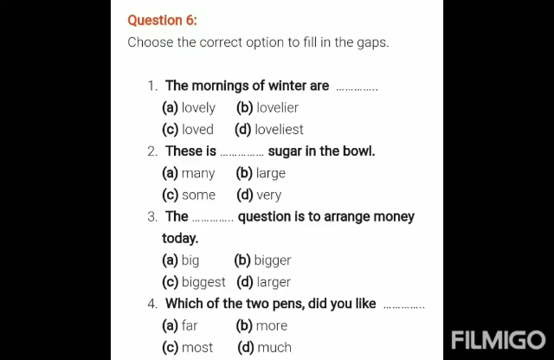 Question 6:
Choose the correct option to fill in the gaps.
1. The mornings of winter are ..............
(a) lovely (b) lovelier
(c) loved (d) loveliest
2. These is .............. sugar in the bowl.
(a) many (b) large
(c) some (d) very
3. The .............. question is to arrange money
today.
(a) big (b) bigger
(c) biggest (d) larger
4. Which of the two pens, did you like ..............
(a) far (b) more
(c) most (d) much
FILMIGO